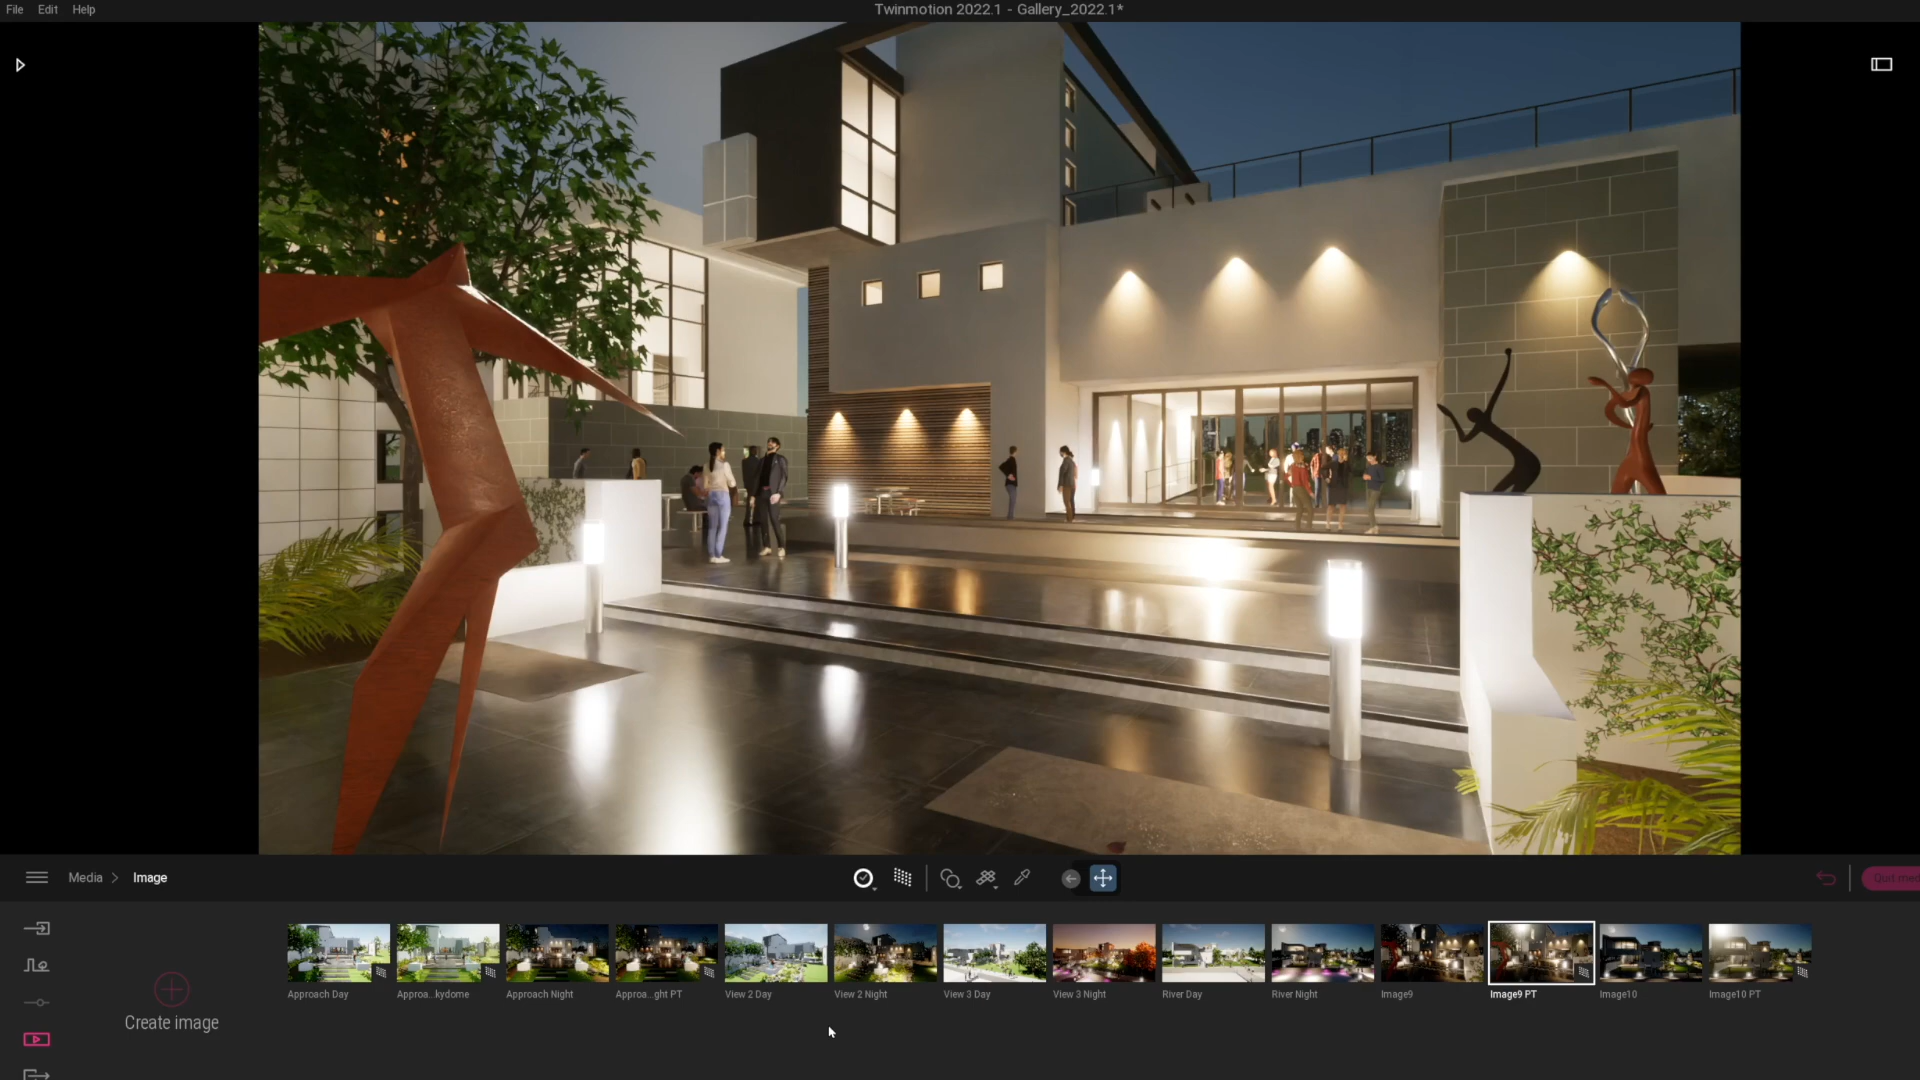 File Edit Help
Twinmotion 2022.1 - Gallery_2022.1*
Media > Image
Quit med
Create image
Approach Day
Approa...kydome
Approach Night
Approa...ght PT
View 2 Day
View 2 Night
View 3 Day
View 3 Night
River Day
River Night
Image9
Image9 PT
Image10
Image10 PT